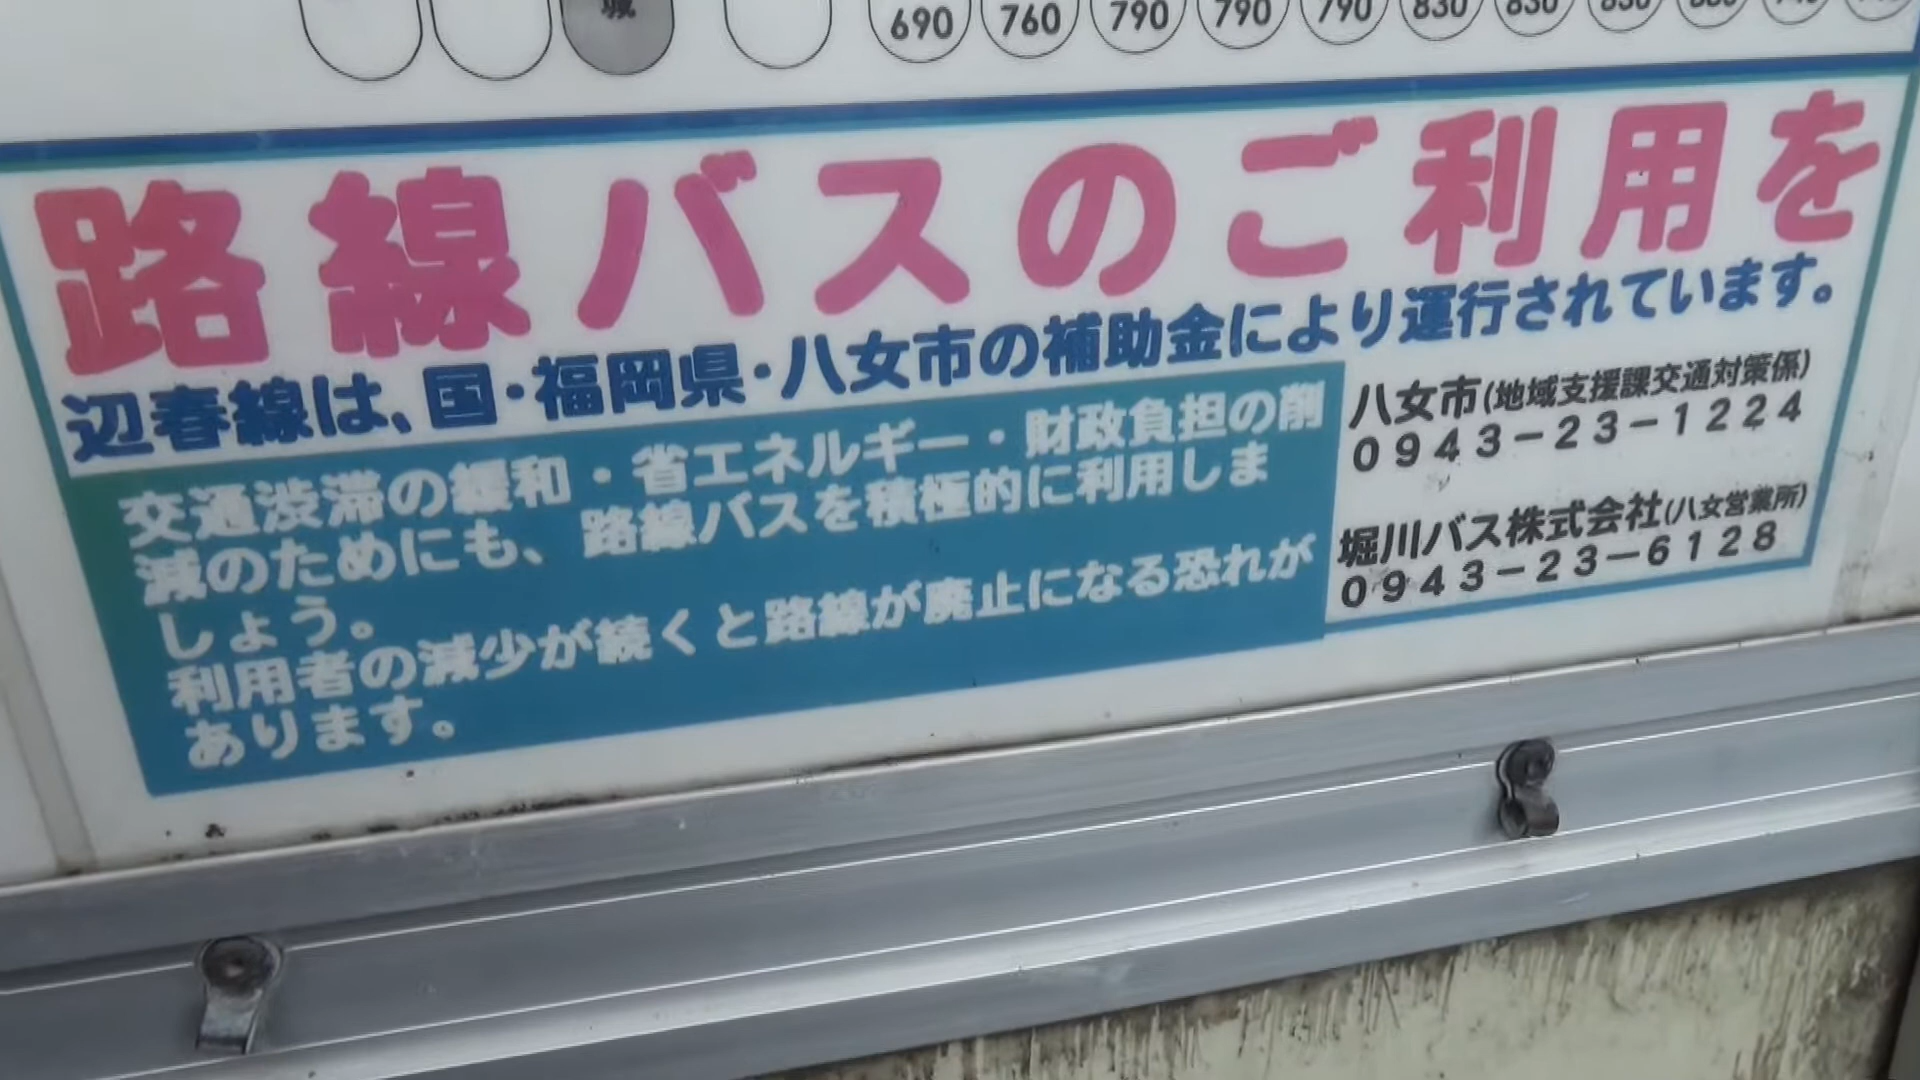 城
690 760 790 790 790 830 830
路線バスのご利用を
辺春線は、国・福岡県・八女市の補助金により運行されています。
交通渋滞の緩和・省エネルギー・財政負担の削
減のためにも、路線バスを積極的に利用しま
しょう。
利用者の減少が続くと路線が廃止になる恐れが
あります。
八女市(地域支援課交通対策係)
0943-23-1224
堀川バス株式会社(八女営業所)
0943-23-6128